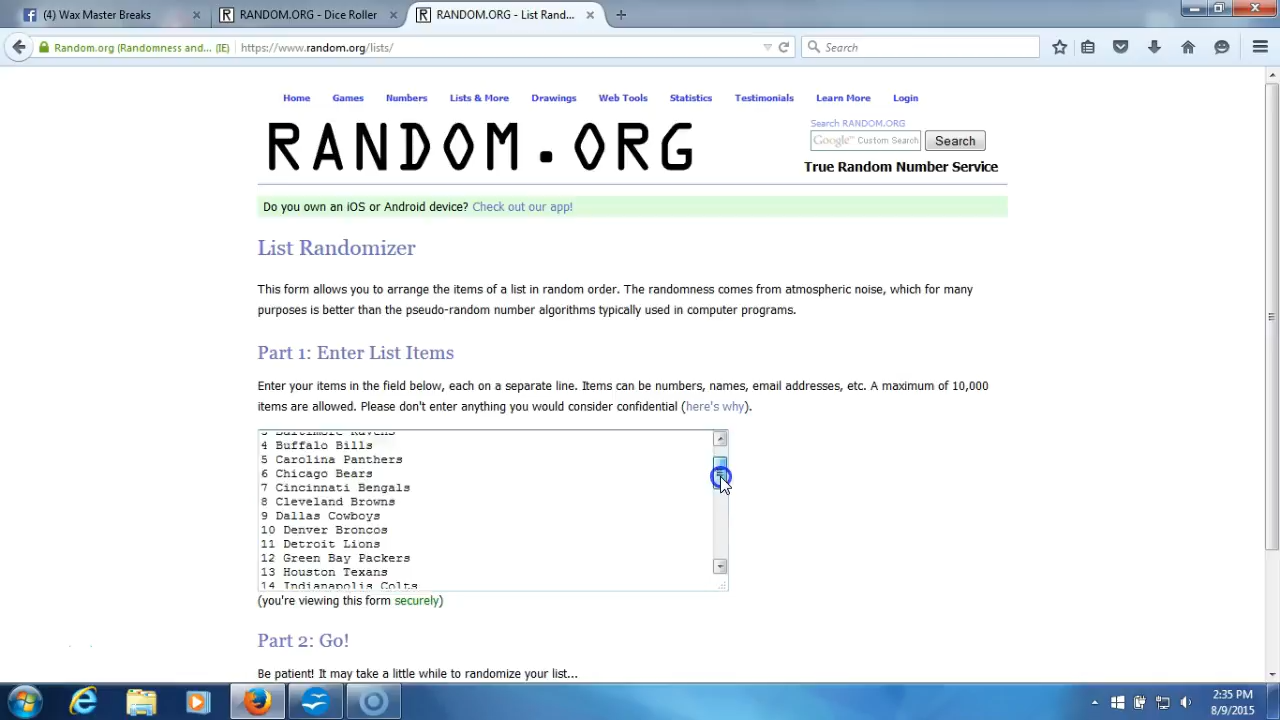 (4) Wax Master Breaks
RANDOM.ORG - Dice Roller
RANDOM.ORG - List Rand...
Random.org (Randomness and... (IE)
https://www.random.org/lists/
Search
Home Games Numbers Lists & More Drawings Web Tools Statistics Testimonials Learn More Login
RANDOM.ORG
Search RANDOM.ORG
Google™ Custom Search
Search
True Random Number Service
Do you own an iOS or Android device? Check out our app!
List Randomizer
This form allows you to arrange the items of a list in random order. The randomness comes from atmospheric noise, which for many
purposes is better than the pseudo-random number algorithms typically used in computer programs.
Part 1: Enter List Items
Enter your items in the field below, each on a separate line. Items can be numbers, names, email addresses, etc. A maximum of 10,000
items are allowed. Please don't enter anything you would consider confidential (here's why).
3 Baltimore Ravens
4 Buffalo Bills
5 Carolina Panthers
6 Chicago Bears
7 Cincinnati Bengals
8 Cleveland Browns
9 Dallas Cowboys
10 Denver Broncos
11 Detroit Lions
12 Green Bay Packers
13 Houston Texans
14 Indianapolis Colts
(you're viewing this form securely)
Part 2: Go!
Be patient! It may take a little while to randomize your list...
2:35 PM
8/9/2015